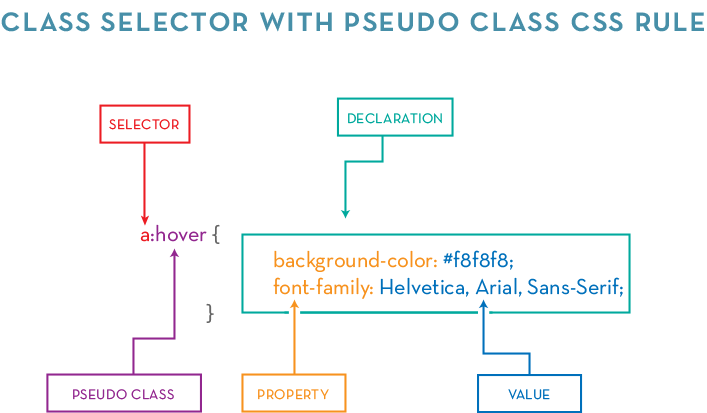 CLASS SELECTOR WITH PSEUDO CLASS CSS RULE
SELECTOR
DECLARATION
a:hover {
background-color: #f8f8f8;
font-family: Helvetica, Arial, Sans-Serif;
}
PSEUDO CLASS
PROPERTY
VALUE